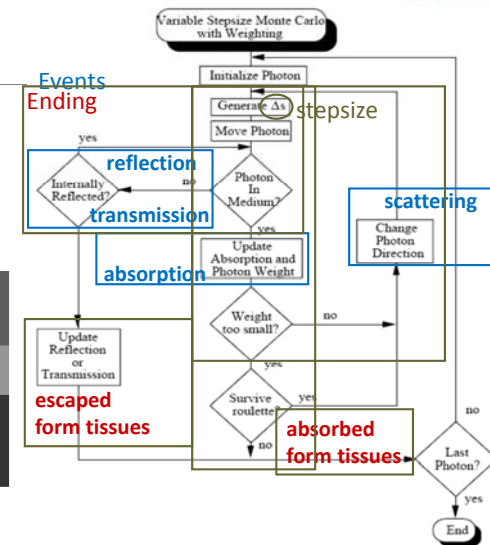 Variable Stepsize Monte Carlo
with Weighting
Events
Ending
Initialize Photon
Generate Δs
stepsize
Move Photon
yes
reflection
Internally
Reflected?
transmission
no
Photon
In
Medium?
scattering
Change
Photon
Direction
yes
absorption
Update
Absorption and
Photon Weight
Weight
too small?
no
Update
Reflection
or
Transmission
yes
Survive
roulette?
yes
no
escaped
form tissues
no
absorbed
form tissues
Last
Photon?
yes
End